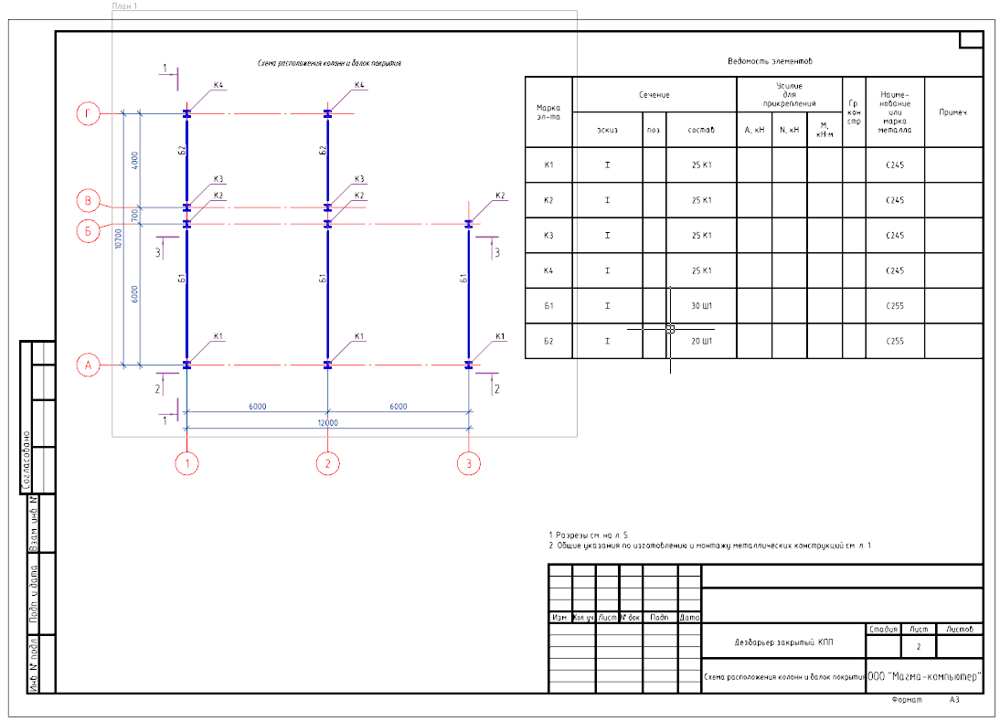 План 1
Схема расположения колонн и балок покрытия
1
К4
К4
Г
Б2
Б2
4000
К3
К3
В
К2
К2
К2
700
Б
10700
3
3
Б1
Б1
Б1
6000
К1
К1
К1
А
2
2
1
6000
6000
12000
1
2
3
Ведомость элементов
Марка
эл-та
Сечение
Усилие
для
прикрепления
Гр.
кон
стр
Наиме-
нование
или
марка
металла
Примеч.
эскиз
поз.
состав
А, кН
N, кН
М,
кН·м
К1 I 25 К1 С245
К2 I 25 К1 С245
К3 I 25 К1 С245
К4 I 25 К1 С245
Б1 I 30 Ш1 С255
Б2 I 20 Ш1 С255
1. Разрезы см. на л. 5.
2. Общие указания по изготовлению и монтажу металлических конструкций см. л. 1.
Согласовано
Взам. инв. №
Подп. и дата
Инв. № подл.
Изм. Кол.уч. Лист № док. Подп. Дата
Дезбарьер закрытый. КПП
Стадия Лист Листов
2
Схема расположения колонн и балок покрытия
ООО "Магма-компьютер"
Формат А3